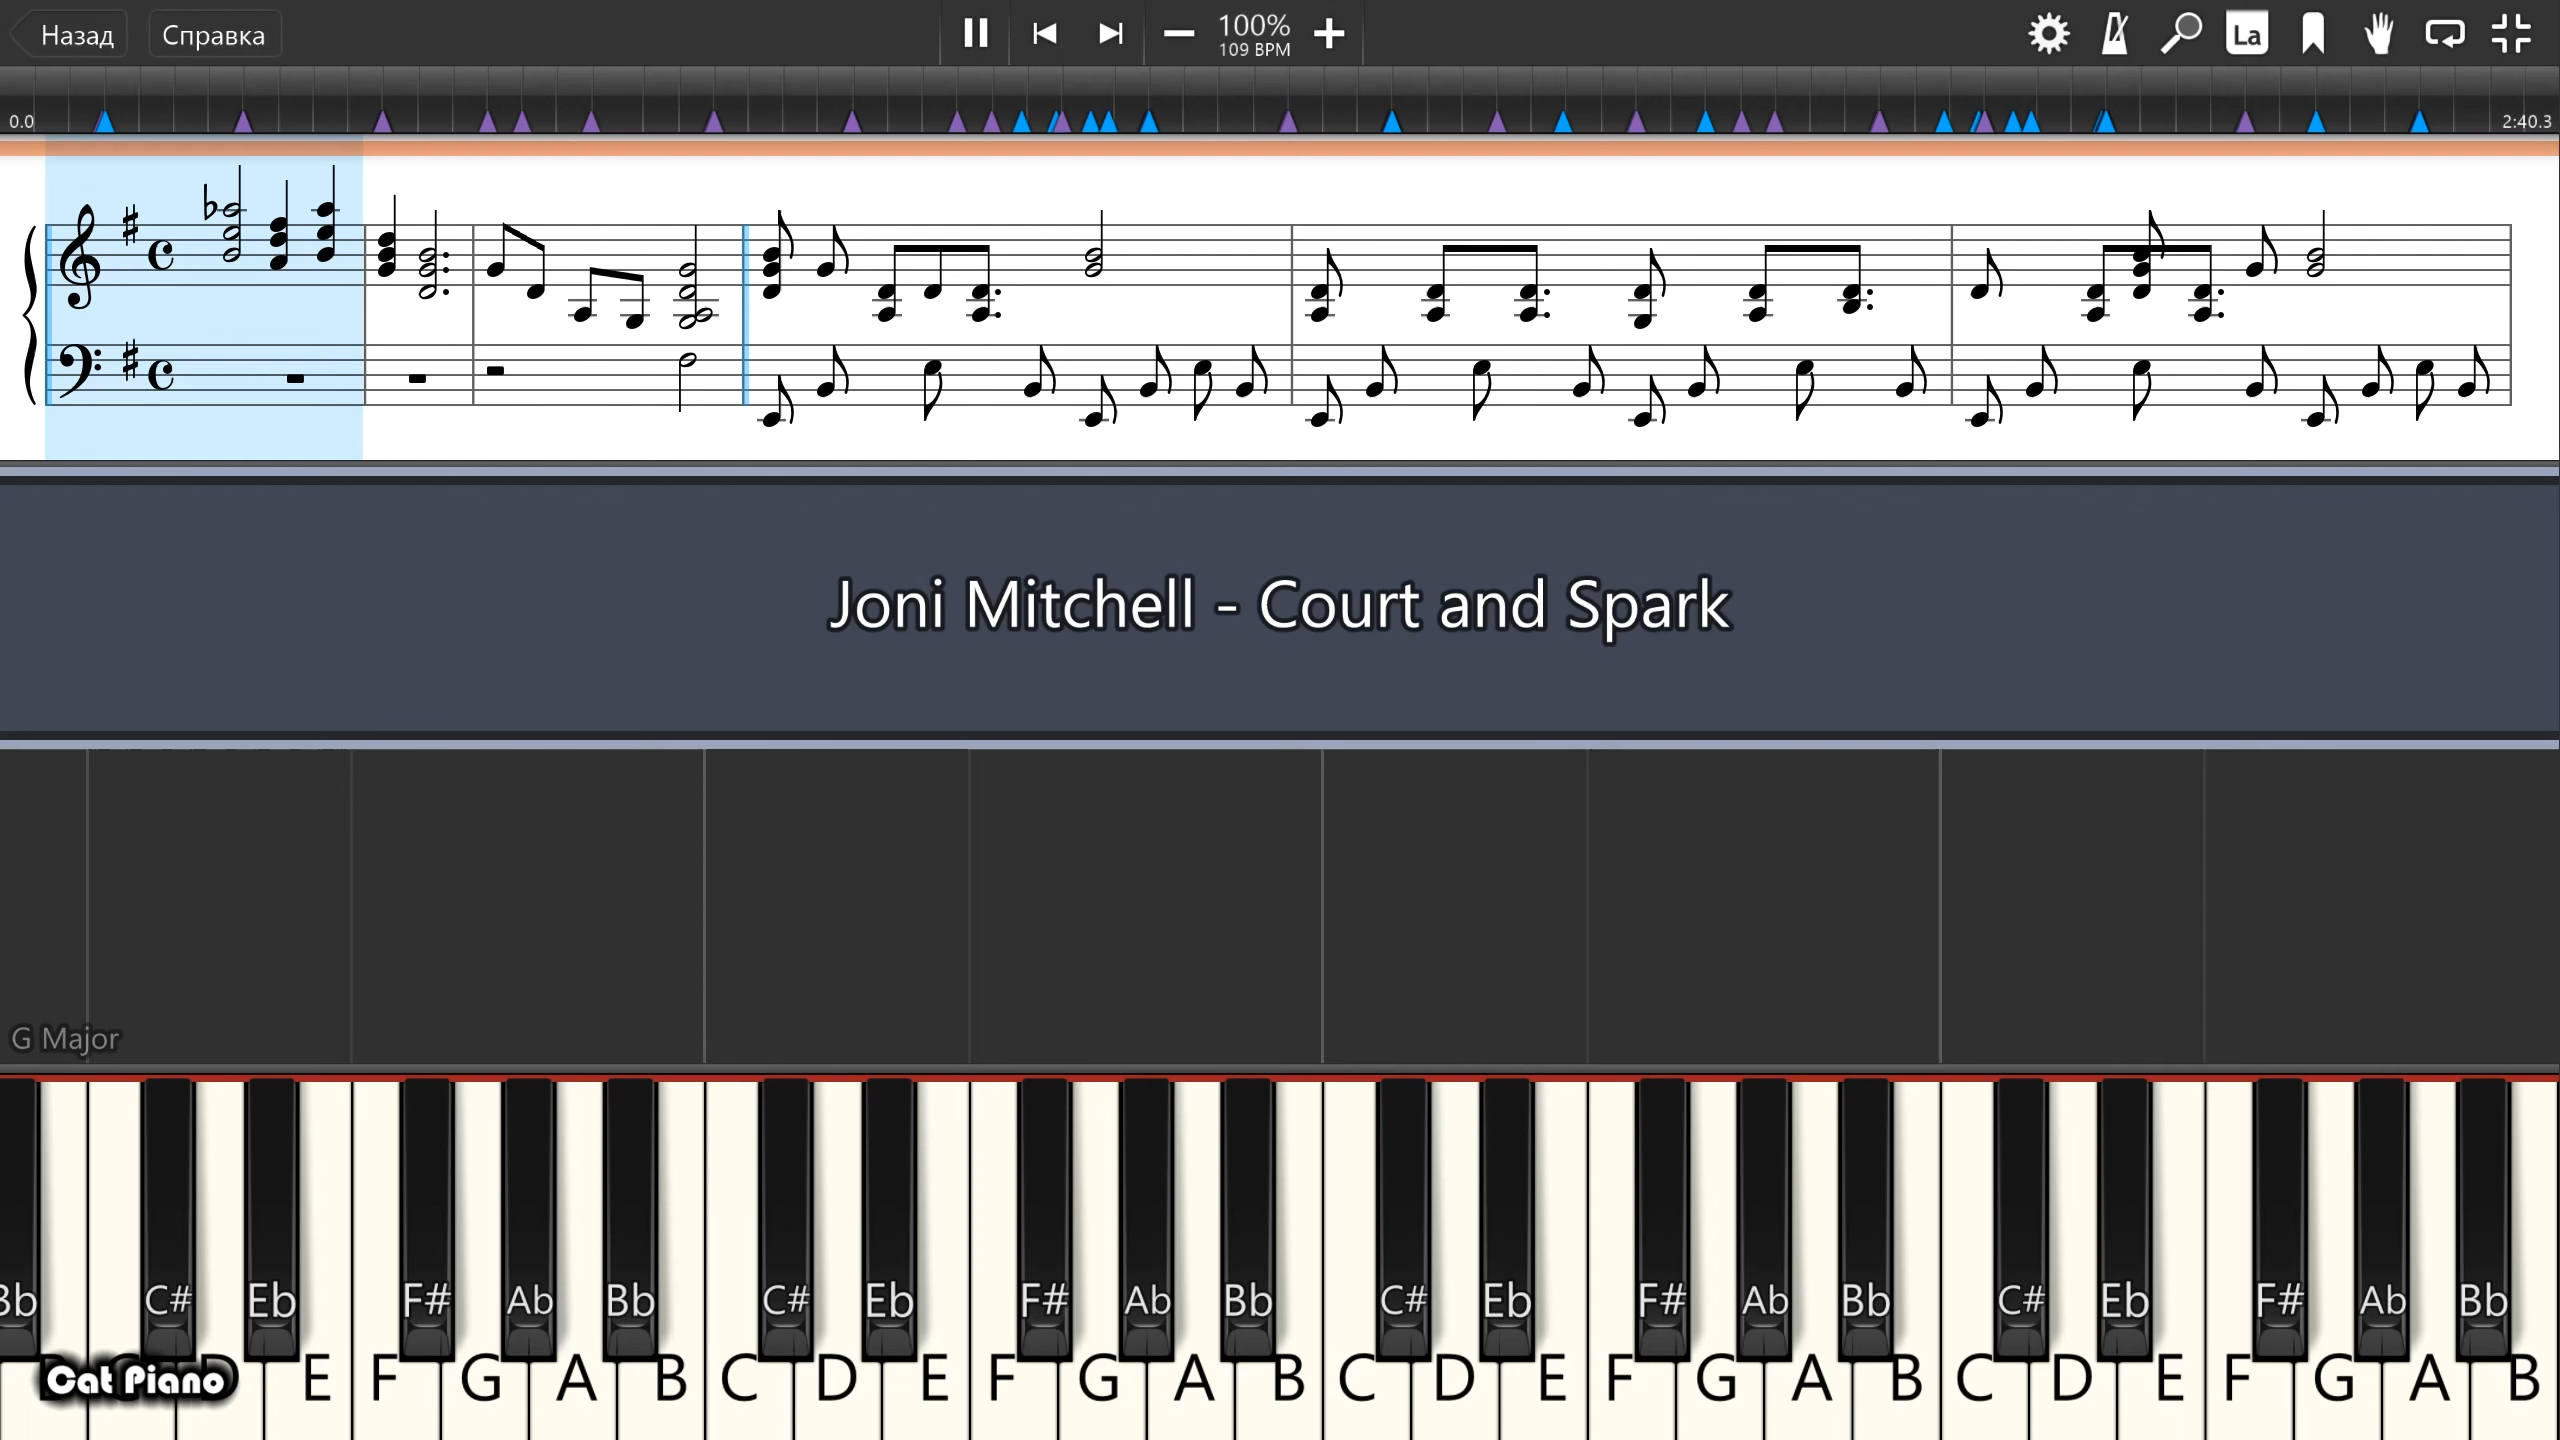 Назад Справка 100%
109 BPM
La
0.0 2:40.3
Joni Mitchell - Court and Spark
G Major
Bb C# Eb F# Ab Bb C# Eb F# Ab Bb C# Eb F# Ab Bb C# Eb F# Ab Bb
D E F G A B C D E F G A B C D E F G A B C D E F G A B
Cat Piano